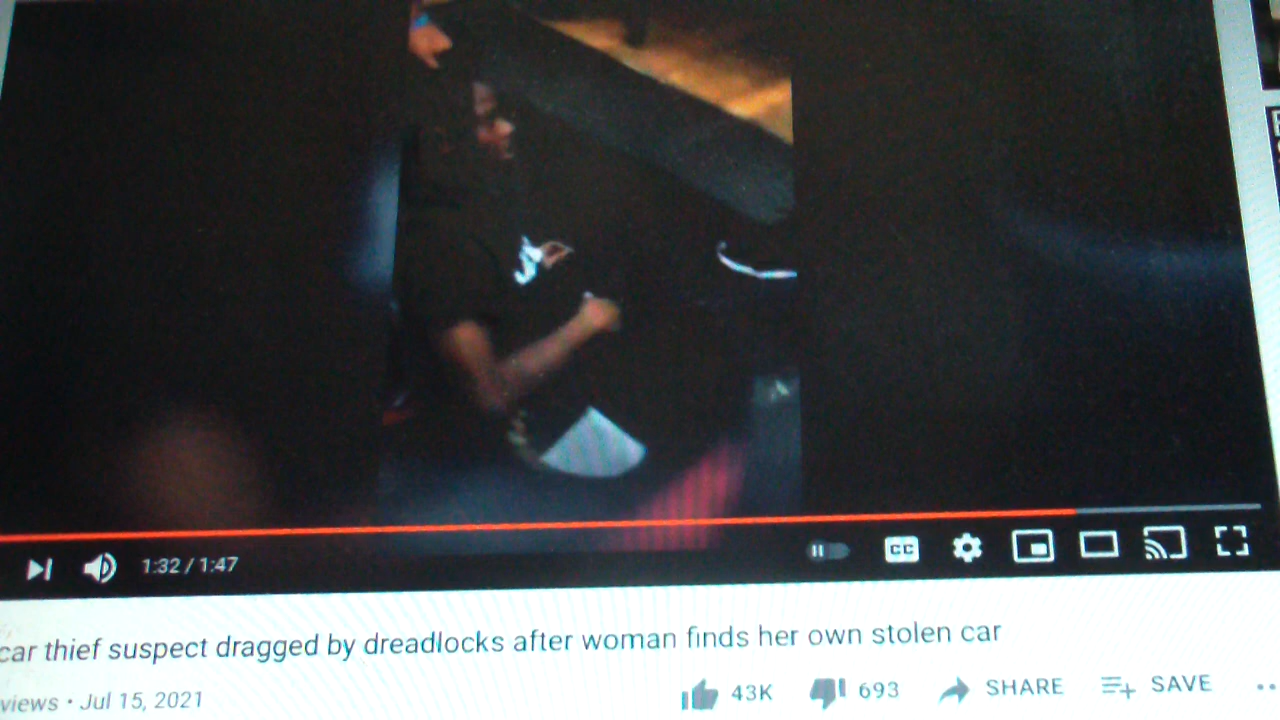 1:32 / 1:47
CC
car thief suspect dragged by dreadlocks after woman finds her own stolen car
views • Jul 15, 2021
43K
693
SHARE
SAVE